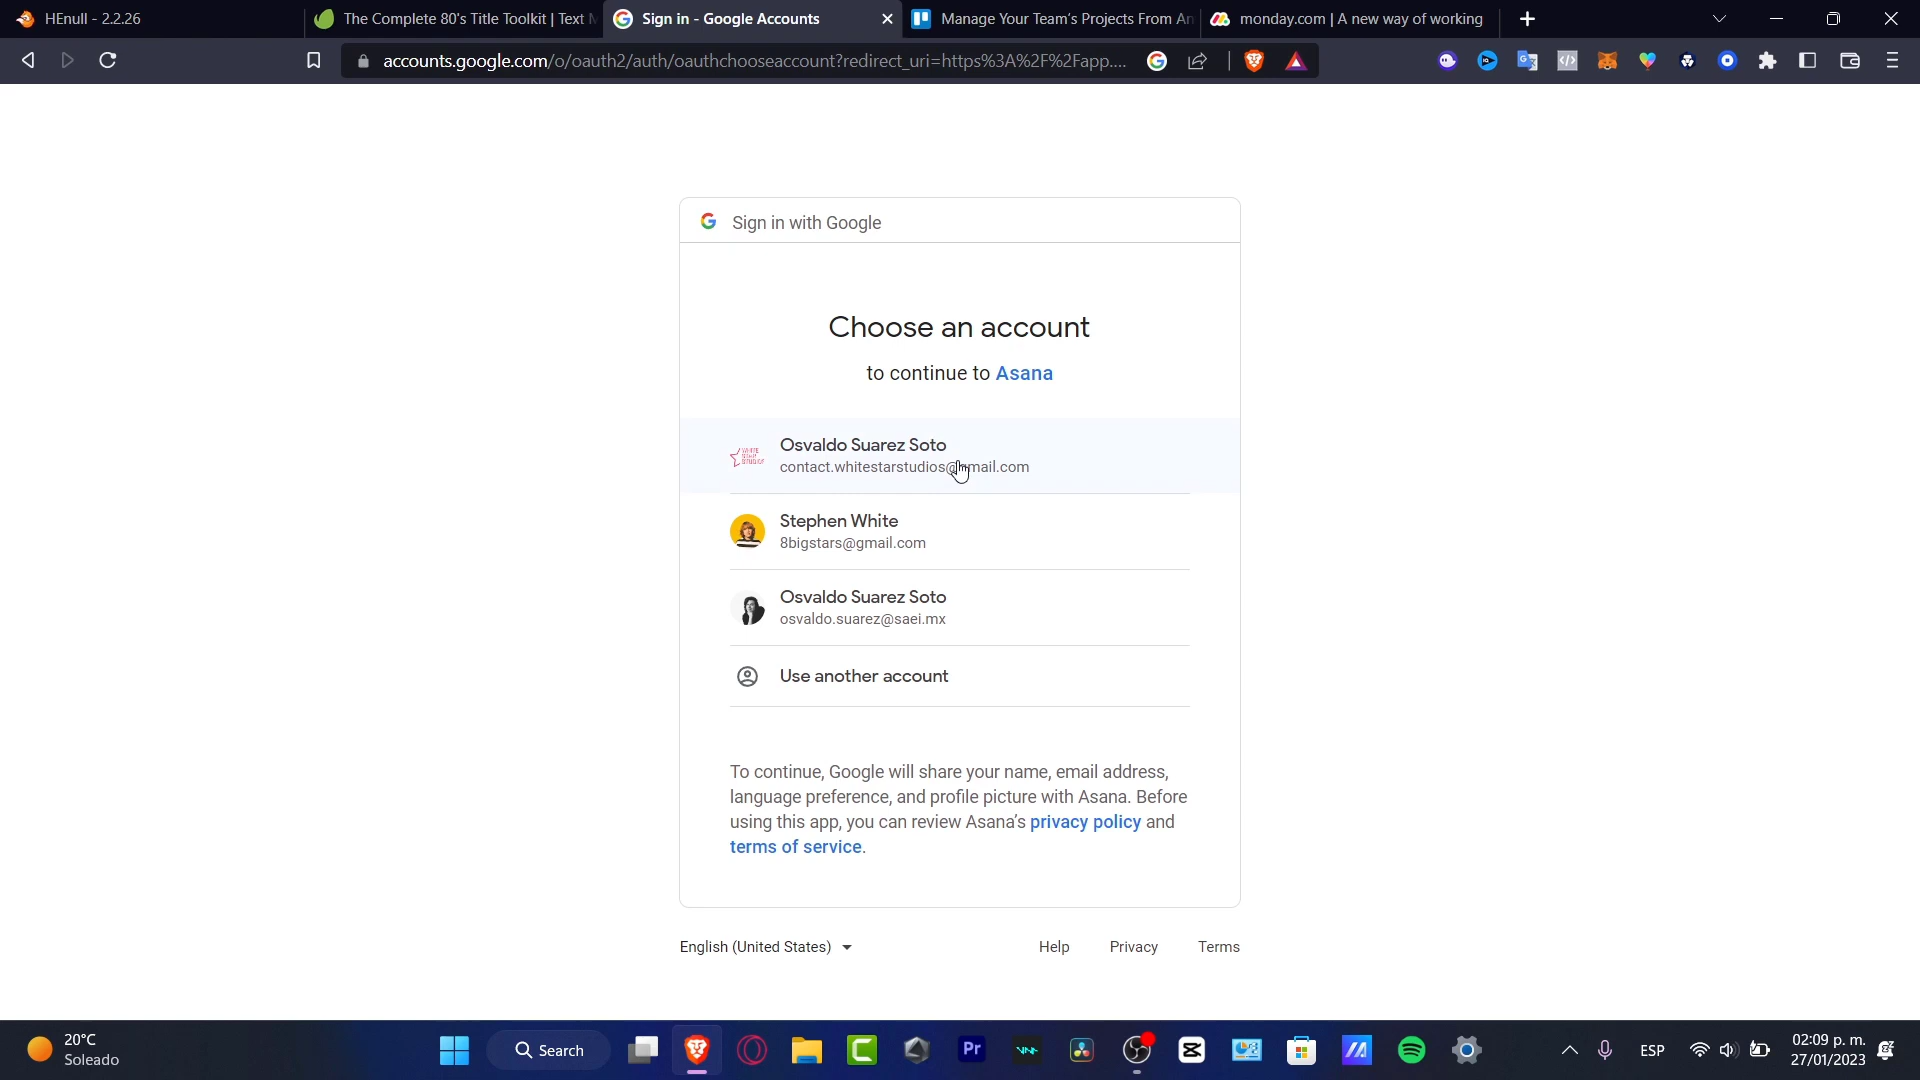 HEnull - 2.2.26
The Complete 80's Title Toolkit | Text
Sign in - Google Accounts
Manage Your Team's Projects From An
monday.com | A new way of working
accounts.google.com/o/oauth2/auth/oauthchooseaccount?redirect_uri=https%3A%2F%2Fapp....
Sign in with Google
Choose an account
to continue to Asana
WHITE STAR STUDIOS
Osvaldo Suarez Soto
contact.whitestarstudios@gmail.com
Stephen White
8bigstars@gmail.com
Osvaldo Suarez Soto
osvaldo.suarez@saei.mx
Use another account
To continue, Google will share your name, email address,
language preference, and profile picture with Asana. Before
using this app, you can review Asana's privacy policy and
terms of service.
English (United States)
Help
Privacy
Terms
20°C
Soleado
Search
Pr
ESP
02:09 p. m.
27/01/2023